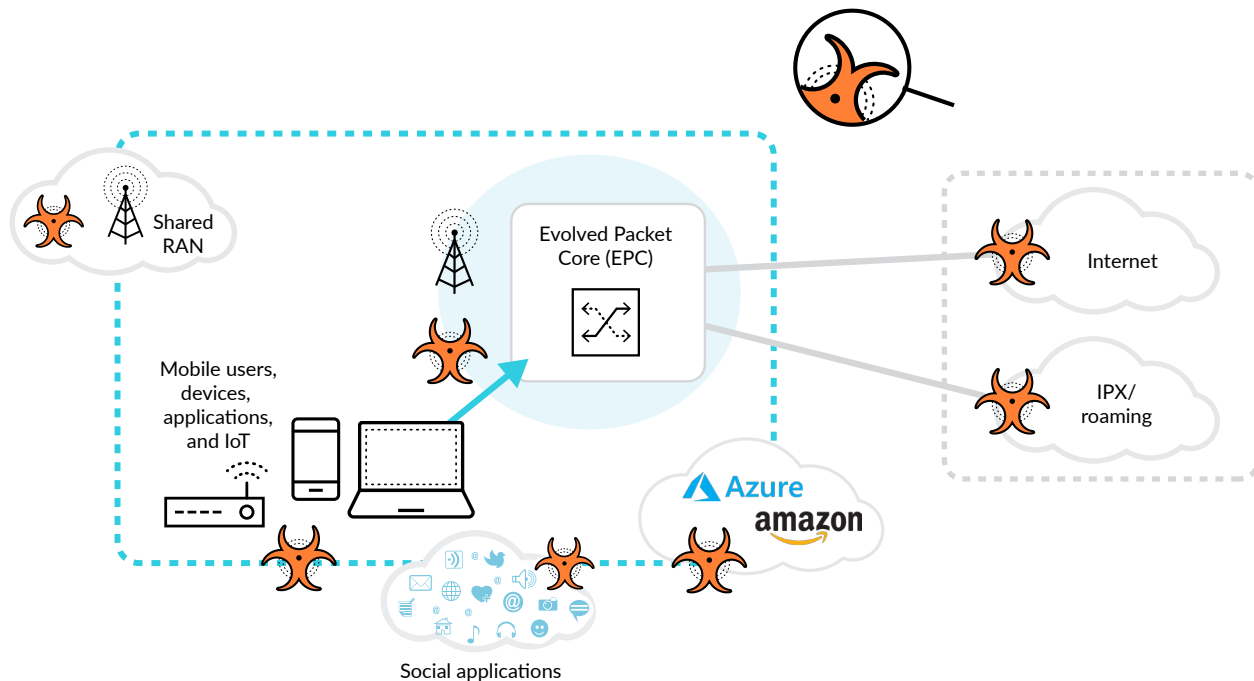 Shared
RAN
Evolved Packet
Core (EPC)
Internet
Mobile users,
devices,
applications,
and IoT
IPX/
roaming
Azure
amazon
@
@
@
@
@
Social applications